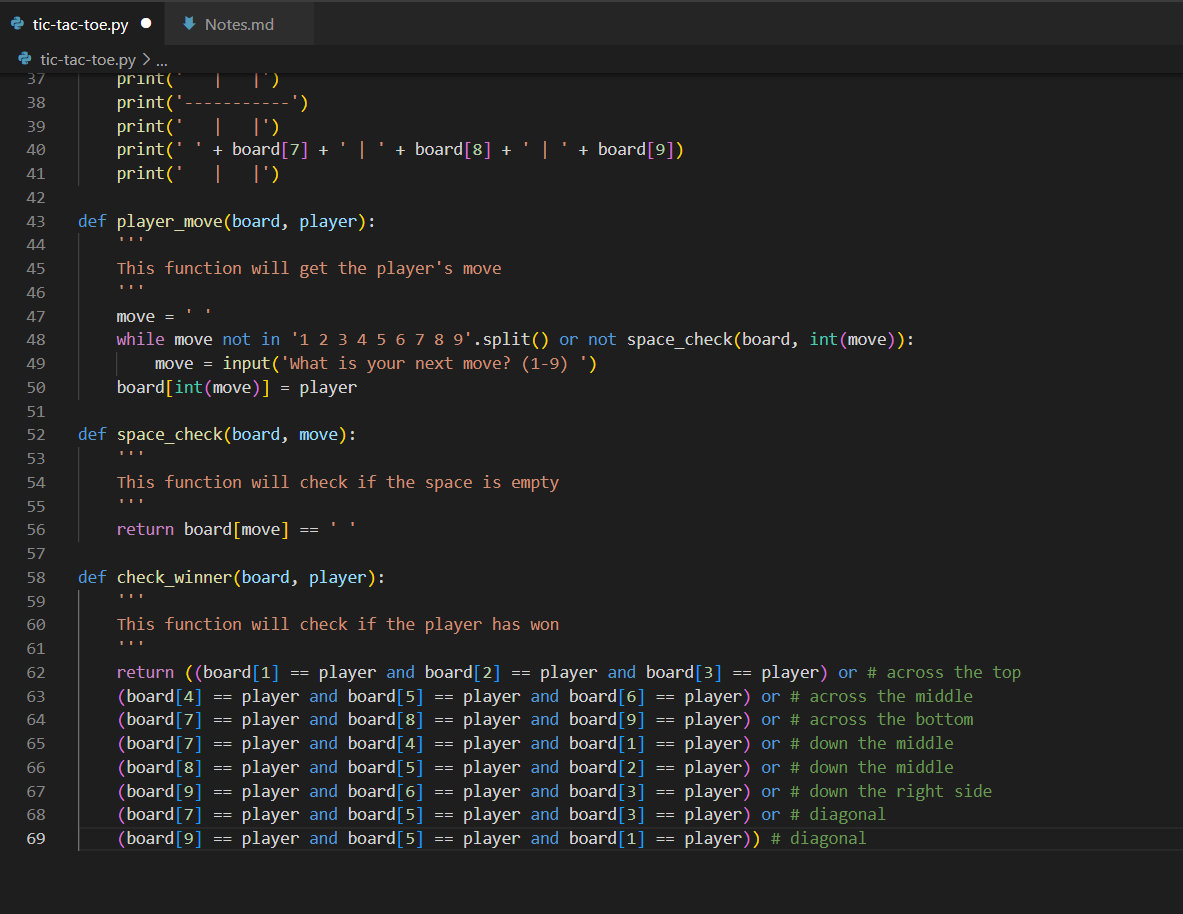 tic-tac-toe.py ● Notes.md
tic-tac-toe.py > ...
37 print('   |   |')
38 print('-----------')
39 print('   |   |')
40 print(' ' + board[7] + ' | ' + board[8] + ' | ' + board[9])
41 print('   |   |')
42
43 def player_move(board, player):
44     '''
45     This function will get the player's move
46     '''
47     move = ' '
48     while move not in '1 2 3 4 5 6 7 8 9'.split() or not space_check(board, int(move)):
49         move = input('What is your next move? (1-9) ')
50     board[int(move)] = player
51
52 def space_check(board, move):
53     '''
54     This function will check if the space is empty
55     '''
56     return board[move] == ' '
57
58 def check_winner(board, player):
59     '''
60     This function will check if the player has won
61     '''
62     return ((board[1] == player and board[2] == player and board[3] == player) or # across the top
63     (board[4] == player and board[5] == player and board[6] == player) or # across the middle
64     (board[7] == player and board[8] == player and board[9] == player) or # across the bottom
65     (board[7] == player and board[4] == player and board[1] == player) or # down the middle
66     (board[8] == player and board[5] == player and board[2] == player) or # down the middle
67     (board[9] == player and board[6] == player and board[3] == player) or # down the right side
68     (board[7] == player and board[5] == player and board[3] == player) or # diagonal
69     (board[9] == player and board[5] == player and board[1] == player)) # diagonal